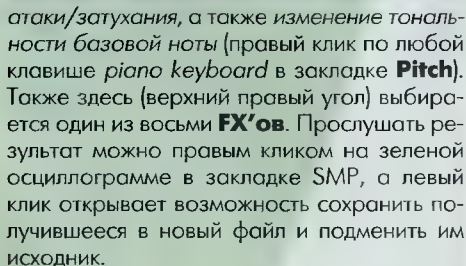 атаки/затухания, а также изменение тональ-
ности базовой ноты (правый клик по любой
клавише piano keyboard в закладке Pitch).
Также здесь (верхний правый угол) выбира-
ется один из восьми FX’ов. Прослушать ре-
зультат можно правым кликом на зеленой
осциллограмме в закладке SMP, а левый
клик открывает возможность сохранить по-
лучившееся в новый файл и подменить им
исходник.